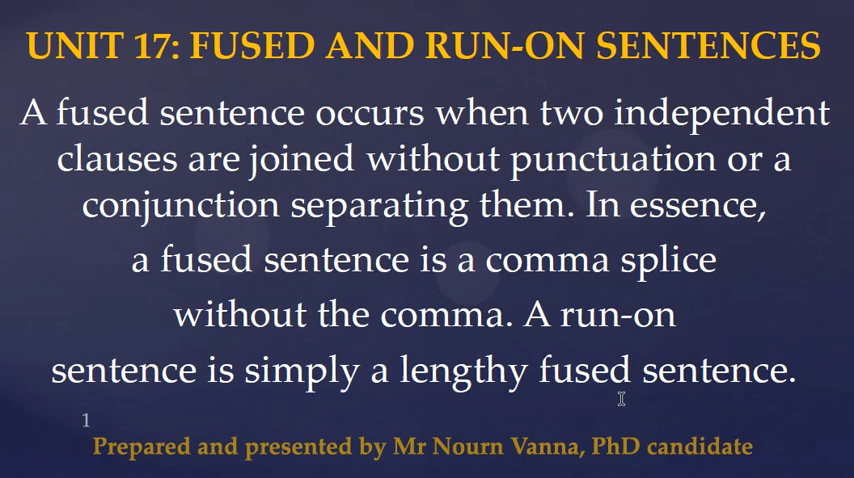 UNIT 17: FUSED AND RUN-ON SENTENCES
A fused sentence occurs when two independent
clauses are joined without punctuation or a
conjunction separating them. In essence,
a fused sentence is a comma splice
without the comma. A run-on
sentence is simply a lengthy fused sentence.
1
Prepared and presented by Mr Nourn Vanna, PhD candidate